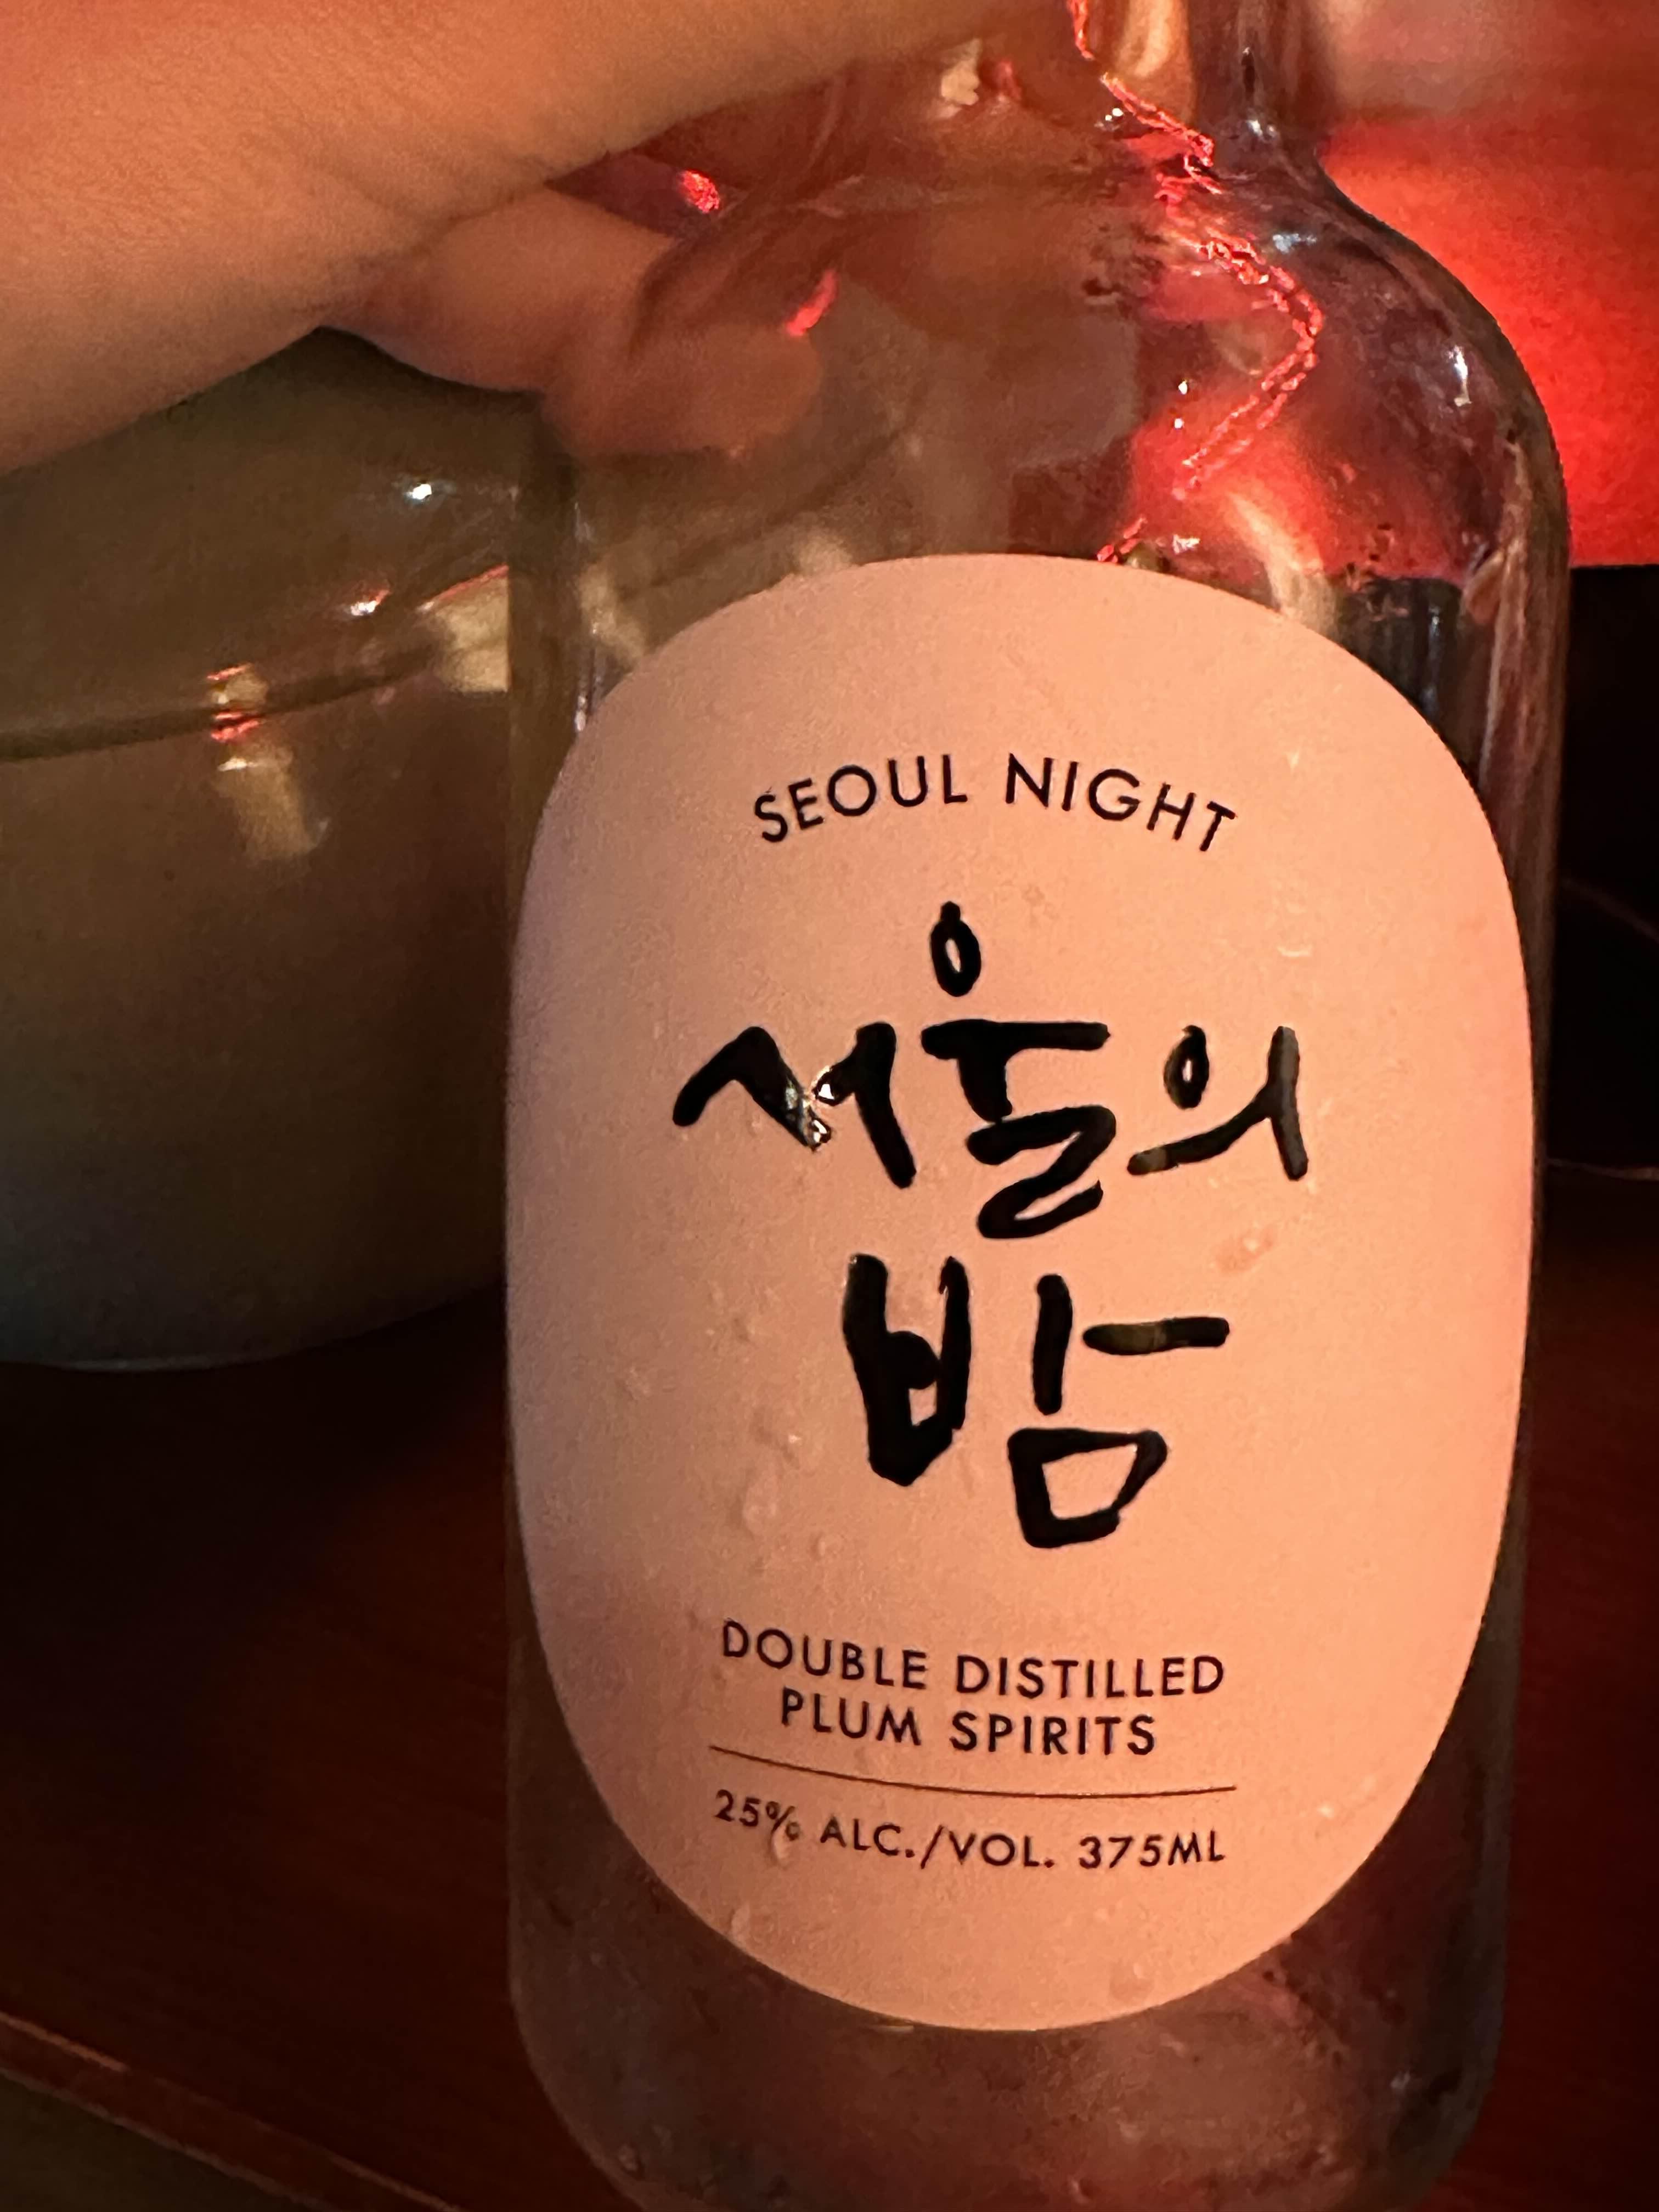 SEOUL NIGHT
서울의
밤
DOUBLE DISTILLED
PLUM SPIRITS
25% ALC./VOL. 375ML